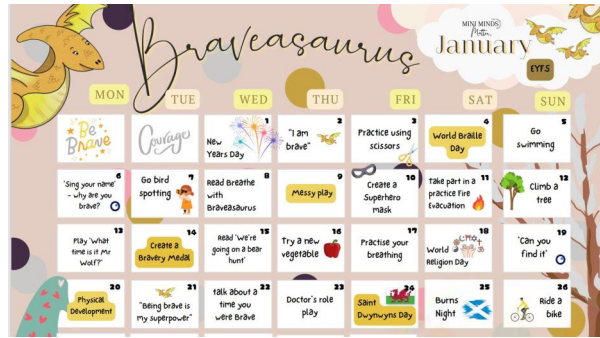 Braveasaurus
MINI MINDS
Matter
January
EYFS
MON TUE WED THU FRI SAT SUN
Be
Brave
Courage
1
New
Years Day
2
"I am
brave"
3
Practice using
scissors
4
World Braille
Day
5
Go
swimming
6
'Sing your name'
- why are you
brave?
7
Go bird
spotting
8
Read Breathe
with
Braveasaurus
9
Messy play
10
Create a
Superhero
mask
11
Take part in a
practice Fire
Evacuation
12
Climb a
tree
13
Play 'What
time is it Mr
Wolf?'
14
Create a
Bravery Medal
15
Read 'We're
going on a bear
hunt'
16
Try a new
vegetable
17
Practise your
breathing
18
World
Religion Day
19
'Can you
find it'
20
Physical
Development
21
"Being brave is
my superpower"
22
talk about a
time you
were Brave
23
Doctor's role
play
24
Saint
Dwynwyns Day
25
Burns
Night
26
Ride a
bike